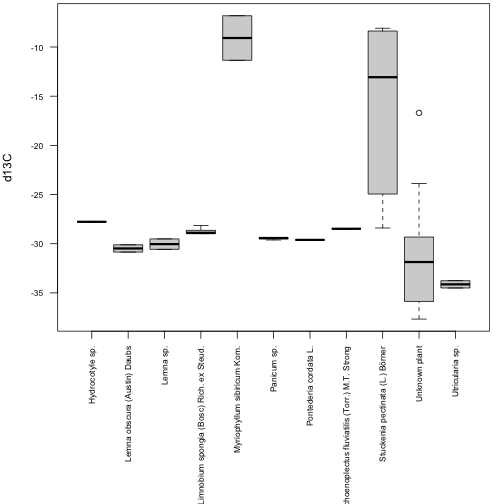 d13C
-10
-15
-20
-25
-30
-35
Hydrocotyle sp.
Lemna obscura (Austin) Daubs
Lemna sp.
Limnobium spongia (Bosc) Rich. ex Steud.
Myriophyllum sibiricum Kom.
Panicum sp.
Pontederia cordata L.
choenoplectus fluviatilis (Torr.) M.T. Strong
Stuckenia pectinata (L.) Börner
Unknown plant
Utricularia sp.